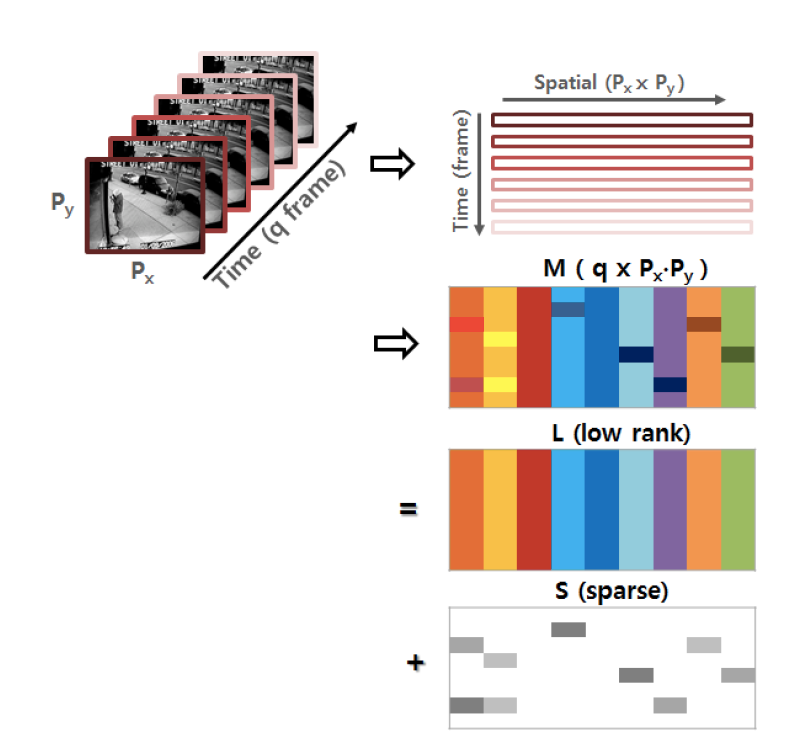 Spatial (Px x Py)
Time (frame)
Py
Px
Time (q frame)
M ( q x Px·Py )
=
L (low rank)
+
S (sparse)